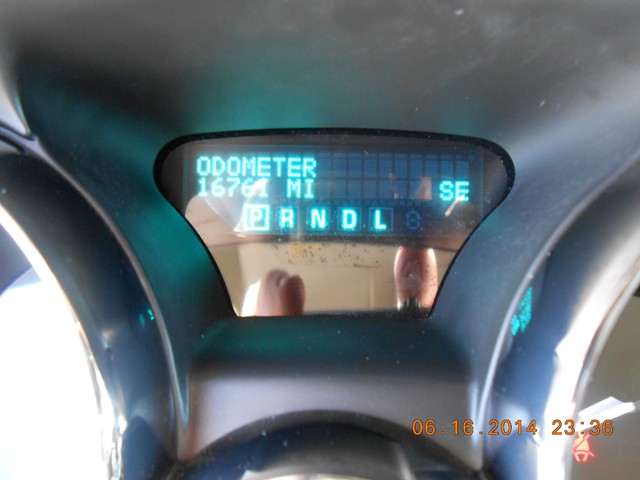 ODOMETER
16761 MI SE
P R N D L
06.16.2014 23:36